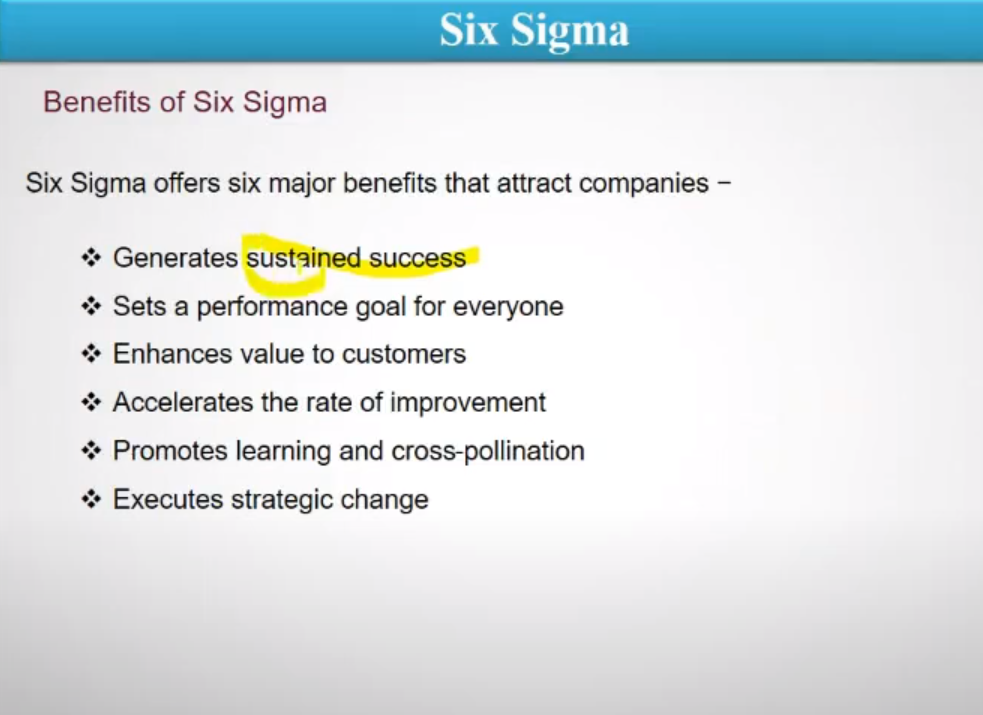 Six Sigma
Benefits of Six Sigma
Six Sigma offers six major benefits that attract companies −
❖ Generates sustained success
❖ Sets a performance goal for everyone
❖ Enhances value to customers
❖ Accelerates the rate of improvement
❖ Promotes learning and cross-pollination
❖ Executes strategic change